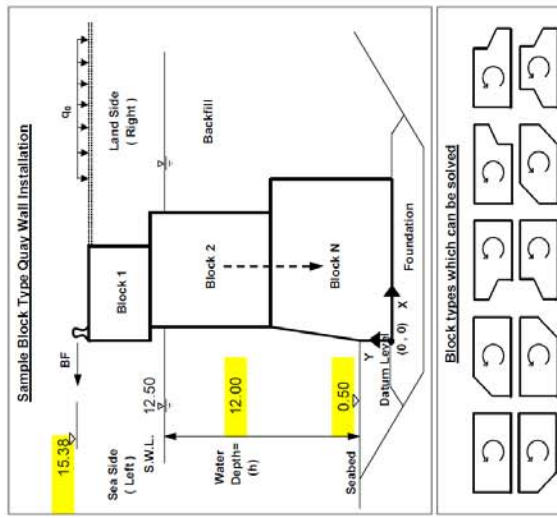 Sample Block Type Quay Wall Installation
q₀
BF
15.38
Sea Side
( Left )
Land Side
( Right )
Block 1
S.W.L.
12.50
Backfill
Block 2
Water
Depth=
(h)
12.00
Block N
Seabed
0.50
Y
Datum Level
X
(0 , 0)
Foundation
Block types which can be solved